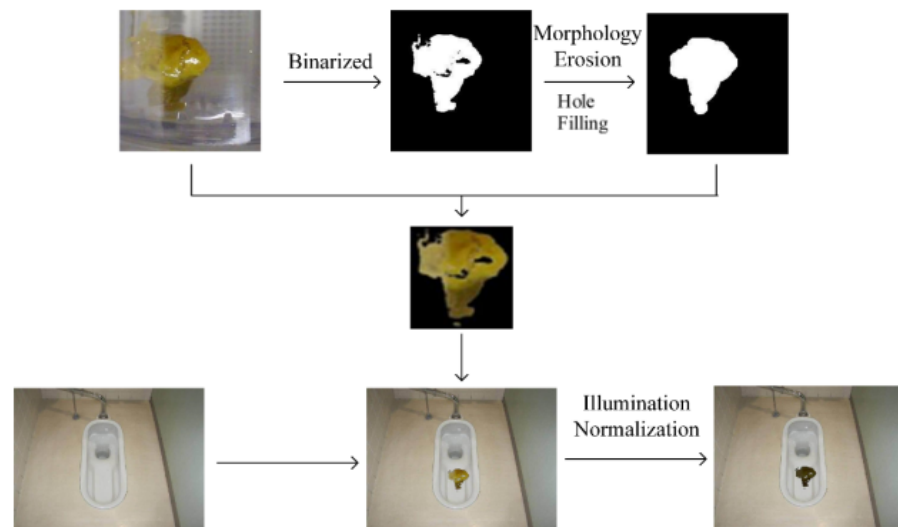 Binarized
Morphology
Erosion
Hole
Filling
Illumination
Normalization